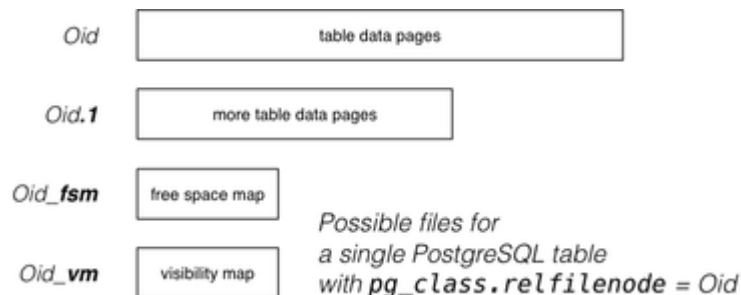 Oid
table data pages
Oid.1
more table data pages
Oid_fsm
free space map
Oid_vm
visibility map
Possible files for
a single PostgreSQL table
with pg_class.relfilenode = Oid